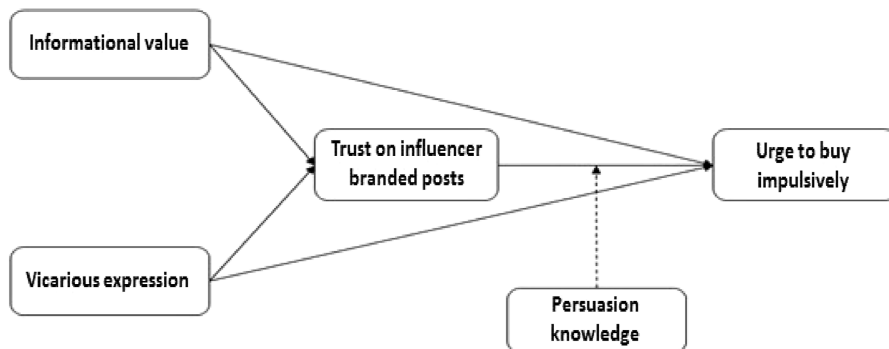 Informational value
Trust on influencer
branded posts
Urge to buy
impulsively
Vicarious expression
Persuasion
knowledge